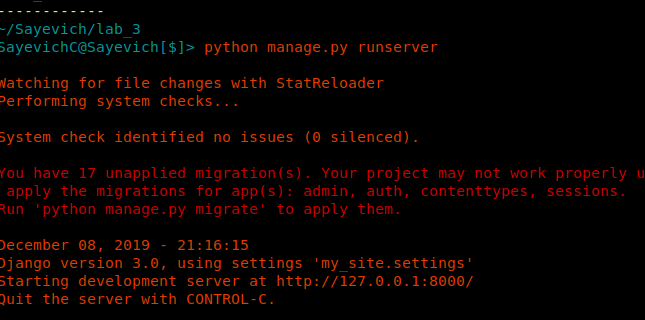 ------------
~/Sayevich/lab_3
SayevichC@Sayevich[$]> python manage.py runserver
Watching for file changes with StatReloader
Performing system checks...
System check identified no issues (0 silenced).
You have 17 unapplied migration(s). Your project may not work properly u
apply the migrations for app(s): admin, auth, contenttypes, sessions.
Run 'python manage.py migrate' to apply them.
December 08, 2019 - 21:16:15
Django version 3.0, using settings 'my_site.settings'
Starting development server at http://127.0.0.1:8000/
Quit the server with CONTROL-C.